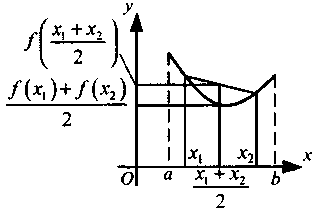 y
f((x₁ + x₂)/2)
(f(x₁) + f(x₂))/2
O a x₁ (x₁ + x₂)/2 x₂ b x